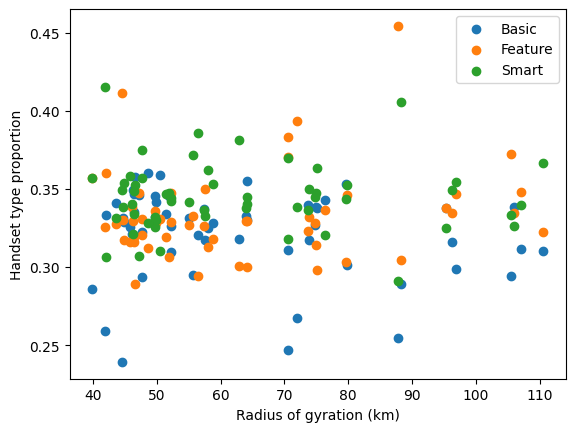 Basic
Feature
Smart
0.45
0.40
0.35
0.30
0.25
Handset type proportion
40 50 60 70 80 90 100 110
Radius of gyration (km)